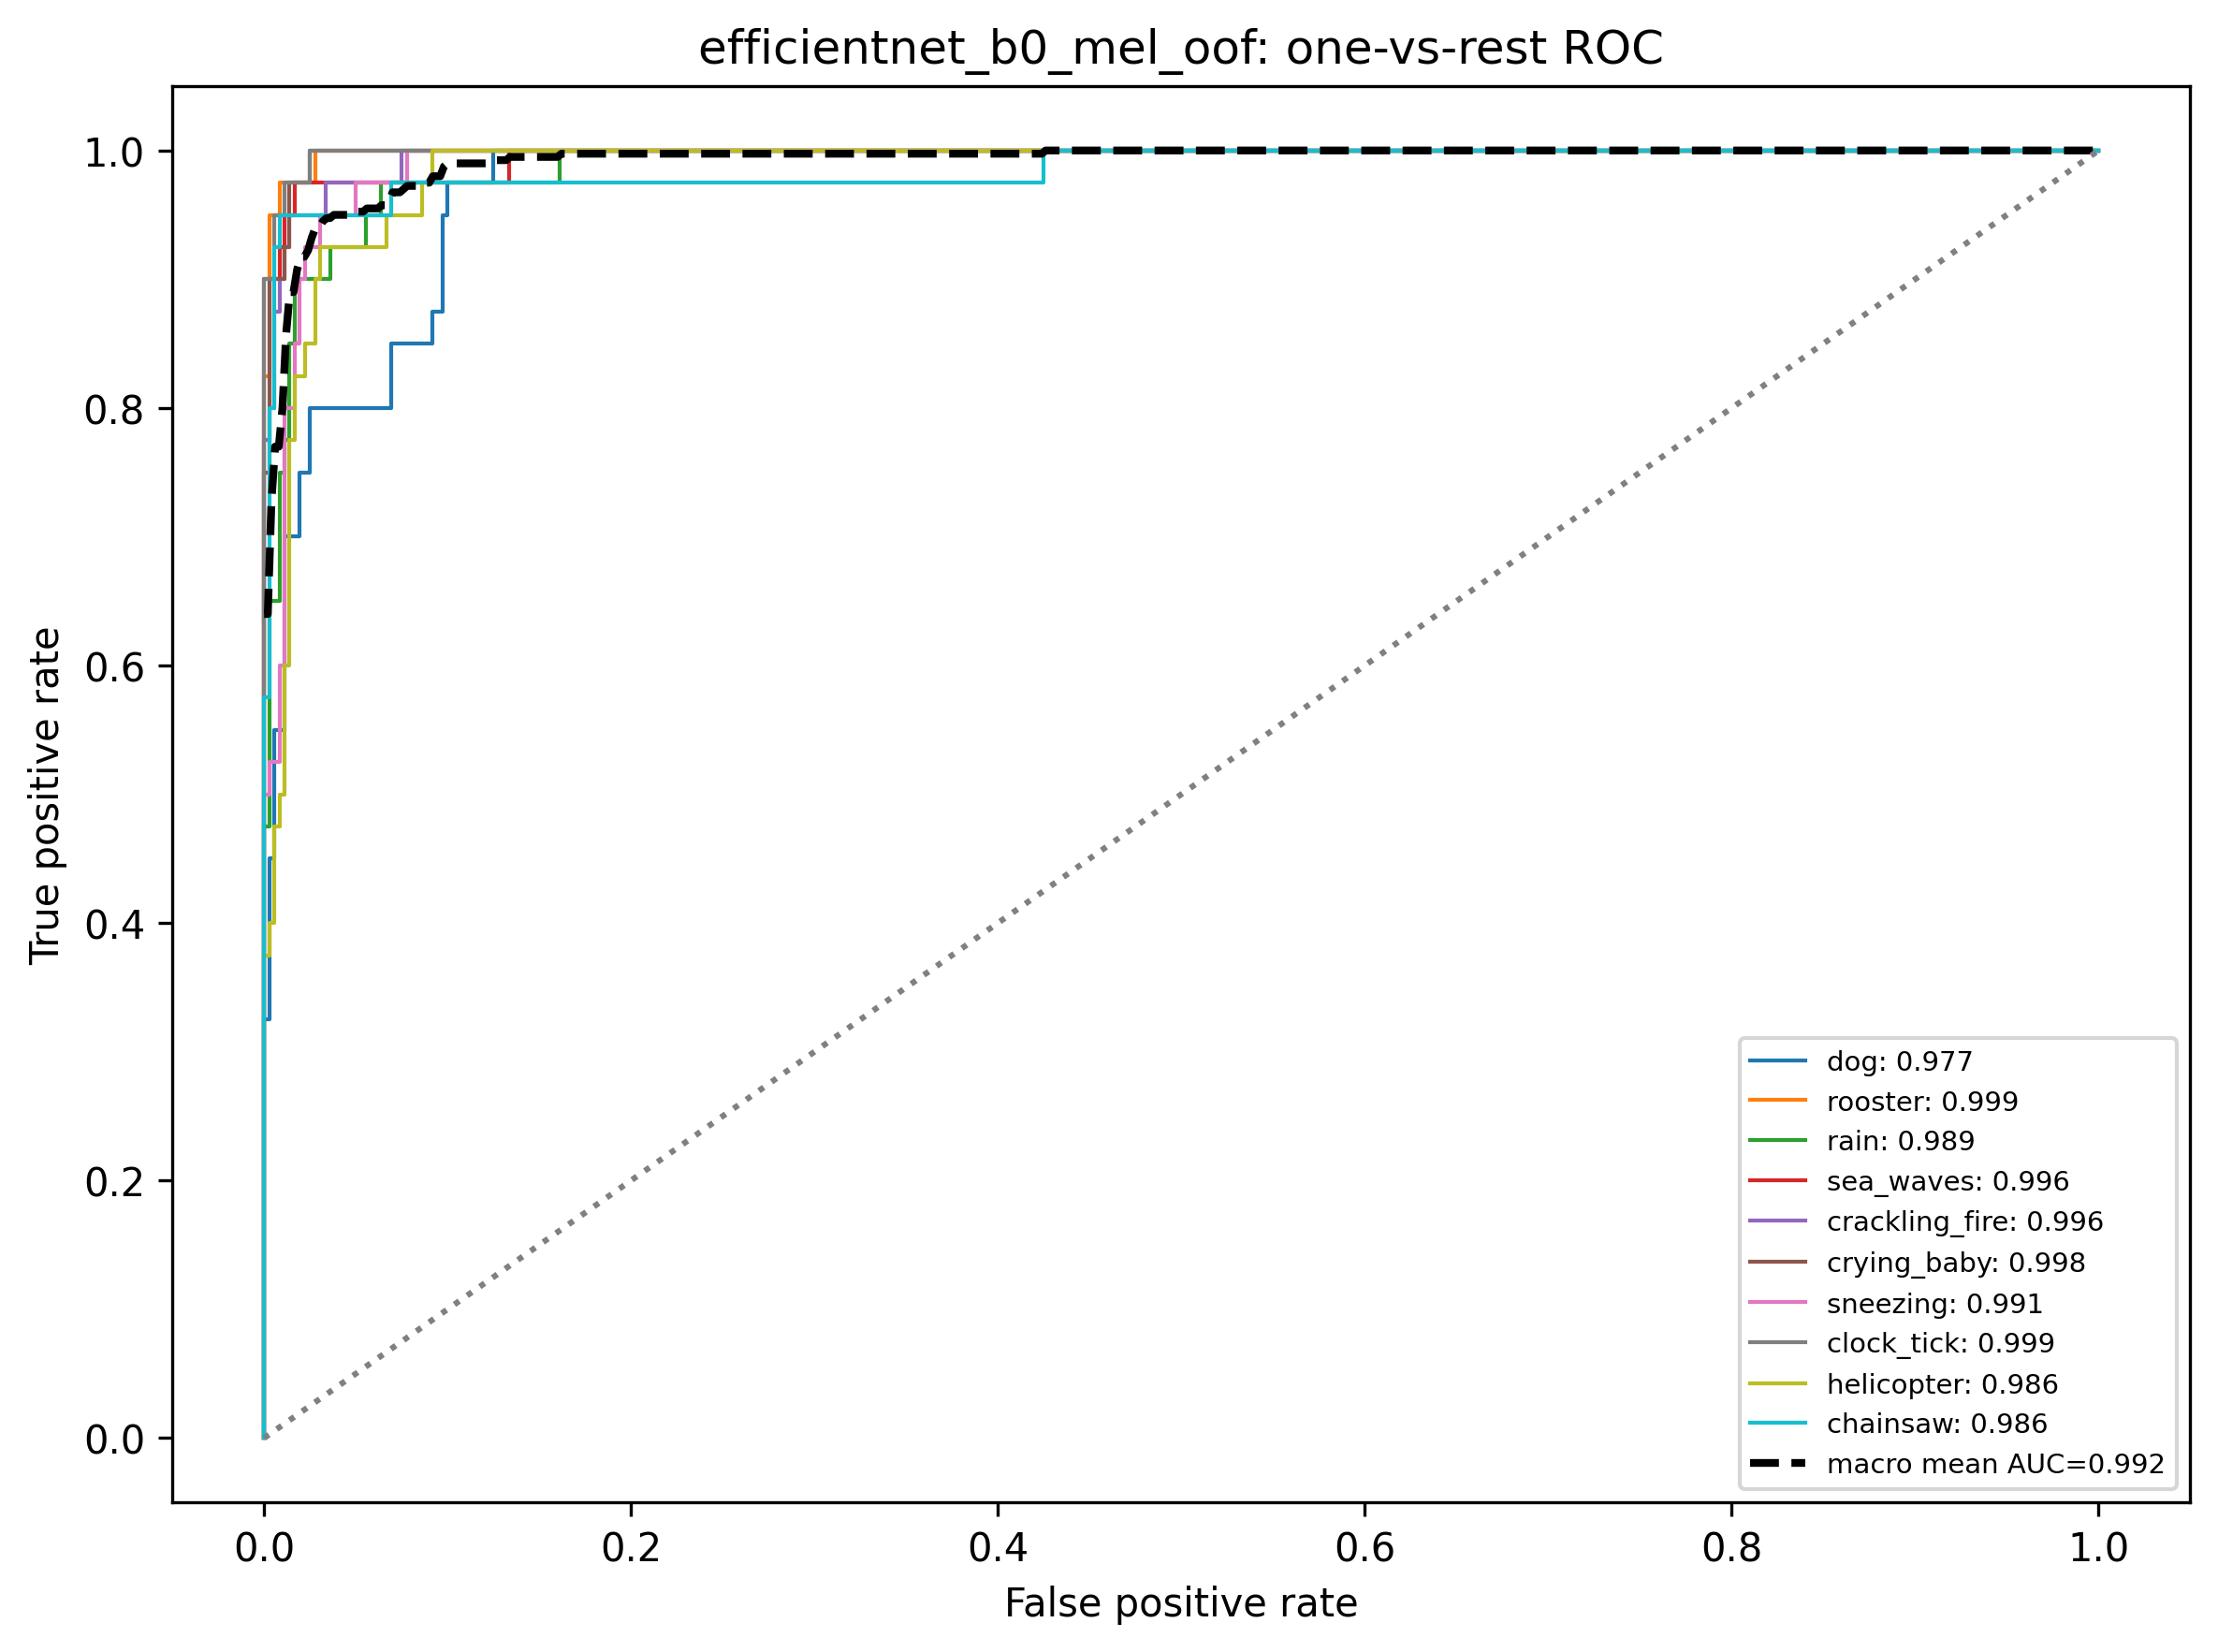 efficientnet_b0_mel_oof: one-vs-rest ROC
True positive rate
1.0
0.8
0.6
0.4
0.2
0.0
dog: 0.977
rooster: 0.999
rain: 0.989
sea_waves: 0.996
crackling_fire: 0.996
crying_baby: 0.998
sneezing: 0.991
clock_tick: 0.999
helicopter: 0.986
chainsaw: 0.986
macro mean AUC=0.992
0.0 0.2 0.4 0.6 0.8 1.0
False positive rate